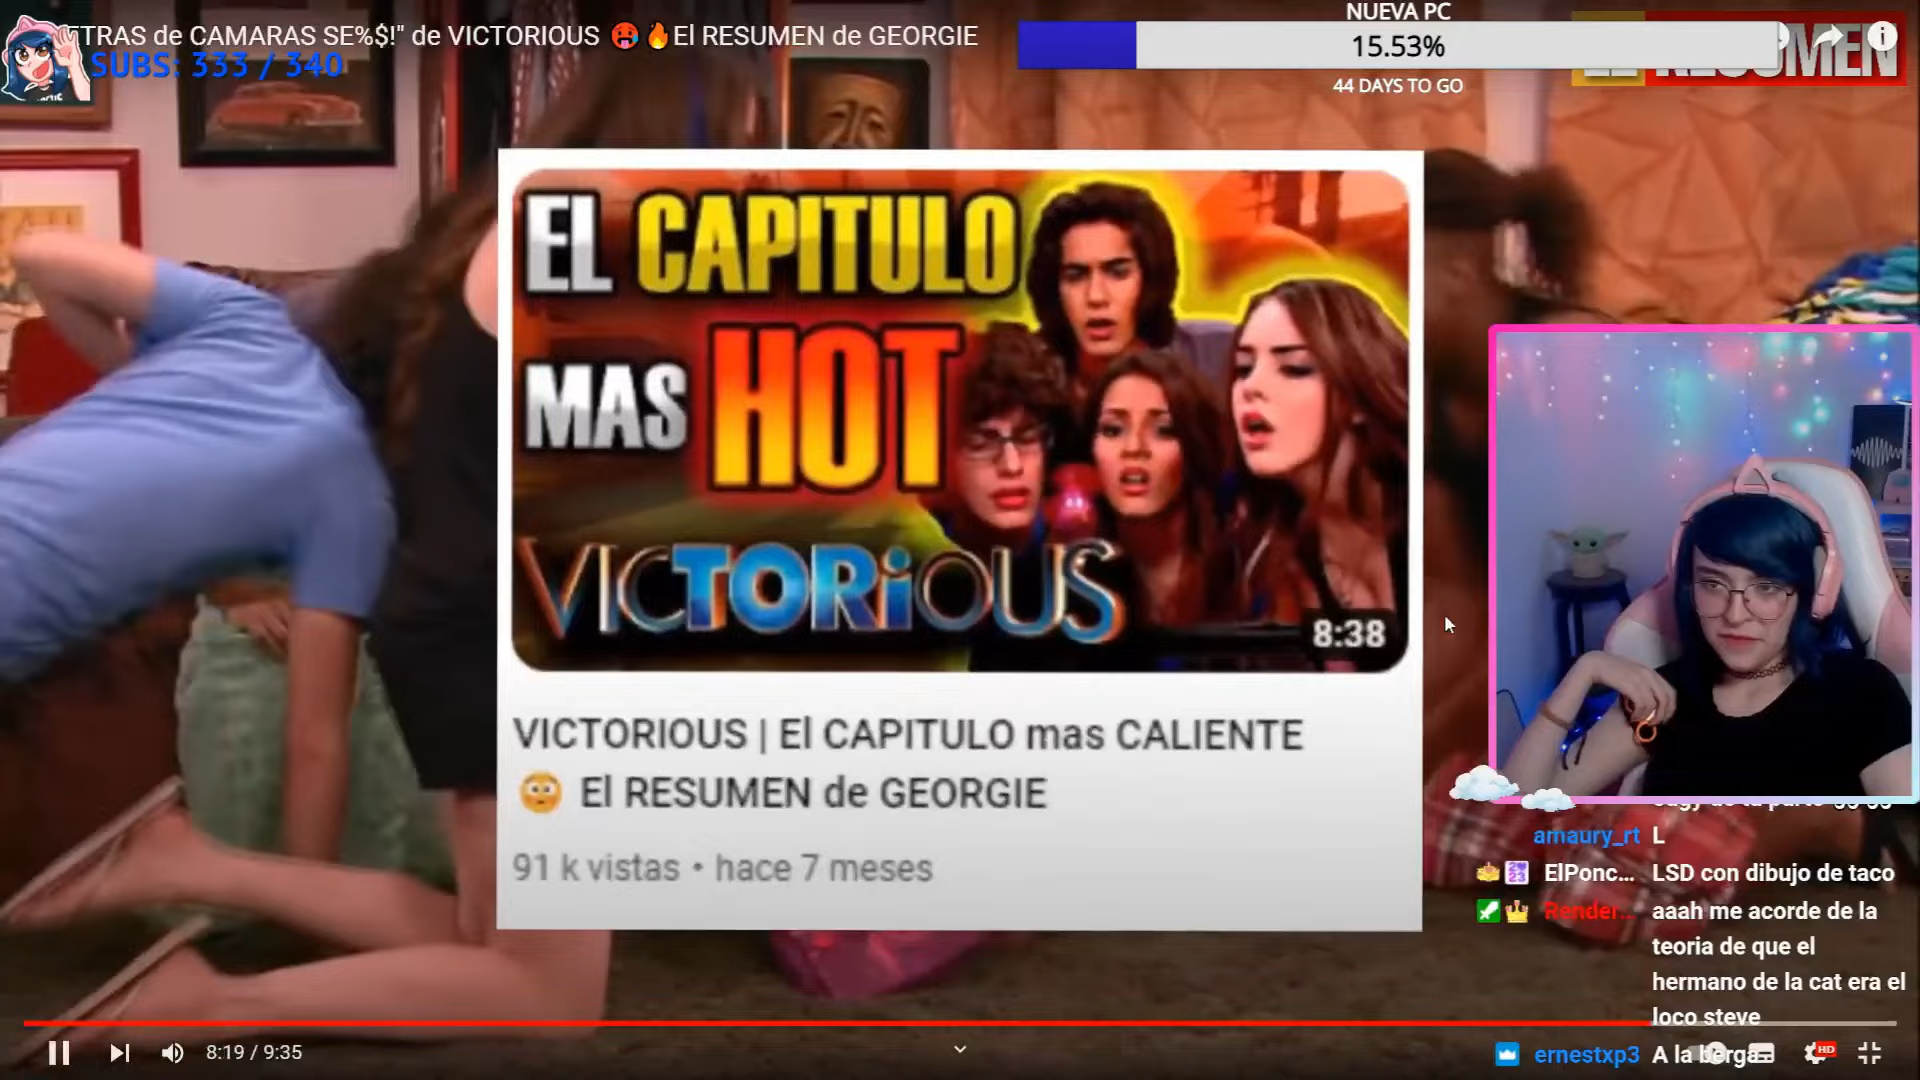 TRAS de CAMARAS SE%$!" de VICTORIOUS 🥵🔥El RESUMEN de GEORGIE
SUBS: 333 / 340
NUEVA PC
15.53%
44 DAYS TO GO
EL CAPITULO
MAS HOT
VICTORiOUS
8:38
VICTORIOUS | El CAPITULO mas CALIENTE
😳 El RESUMEN de GEORGIE
91 k vistas • hace 7 meses
amaury_rt L
ElPonc... LSD con dibujo de taco
Render... aaah me acorde de la
teoria de que el
hermano de la cat era el
loco steve
ernestxp3 A la berga
8:19 / 9:35
HD